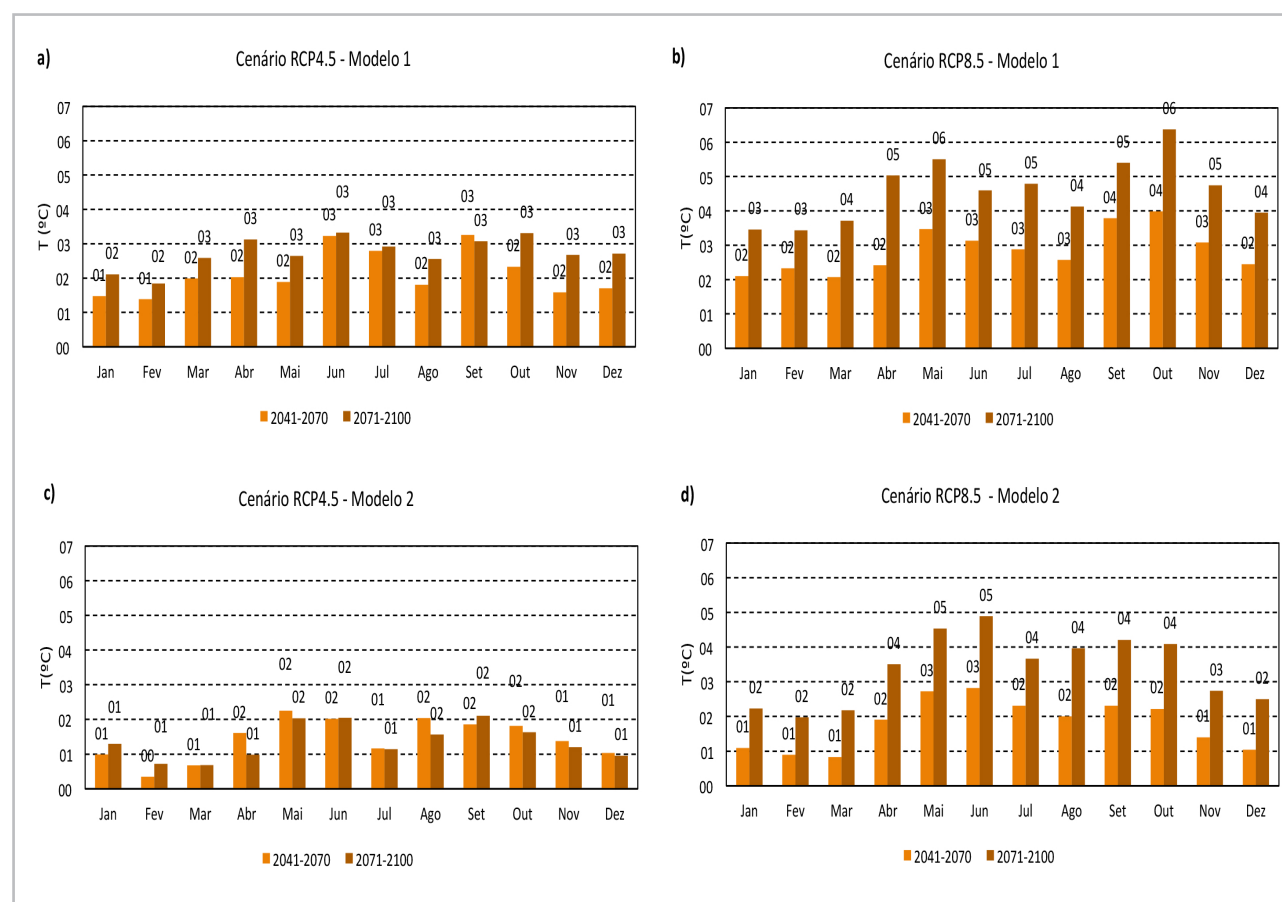 a)
Cenário RCP4.5 - Modelo 1
07
06
05
04
03
02
01
00
T (ºC)
01 02 01 02 02 03 02 03 02 03 03 03 03 03 02 03 03 03 02 03 02 03 02 03
Jan Fev Mar Abr Mai Jun Jul Ago Set Out Nov Dez
2041-2070 2071-2100
b)
Cenário RCP8.5 - Modelo 1
07
06
05
04
03
02
01
00
T(ºC)
02 03 02 03 02 04 02 05 03 06 03 05 03 05 03 04 04 05 04 06 03 05 02 04
Jan Fev Mar Abr Mai Jun Jul Ago Set Out Nov Dez
2041-2070 2071-2100
c)
Cenário RCP4.5 - Modelo 2
07
06
05
04
03
02
01
00
T(ºC)
01 01 00 01 01 01 02 01 02 02 02 02 01 01 02 02 02 02 02 02 01 01 01 01
Jan Fev Mar Abr Mai Jun Jul Ago Set Out Nov Dez
2041-2070 2071-2100
d)
Cenário RCP8.5 - Modelo 2
07
06
05
04
03
02
01
00
T(ºC)
01 02 01 02 01 02 02 04 03 05 03 05 02 04 02 04 02 04 02 04 01 03 01 02
Jan Fev Mar Abr Mai Jun Jul Ago Set Out Nov Dez
2041-2070 2071-2100